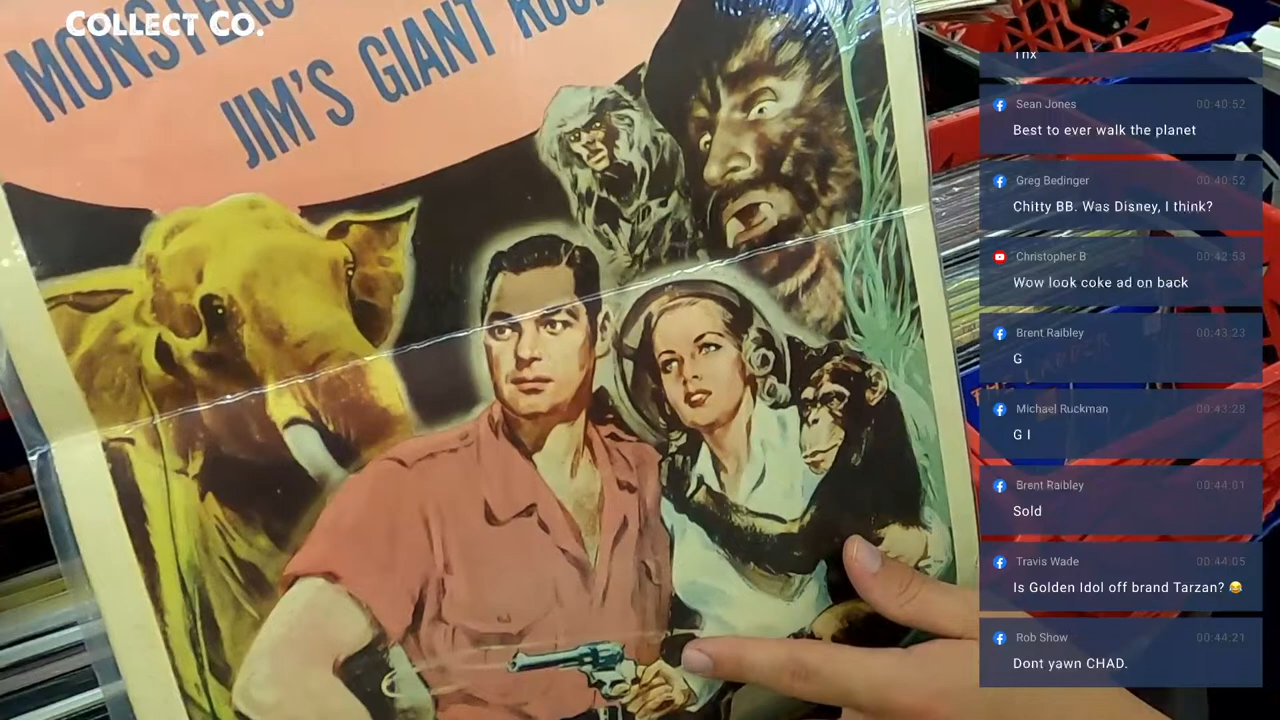 COLLECT CO.
MONSTERS
JIM'S GIANT
Thx
Sean Jones 00:40:52
Best to ever walk the planet
Greg Bedinger 00:40:52
Chitty BB. Was Disney, I think?
Christopher B 00:42:53
Wow look coke ad on back
Brent Raibley 00:43:23
G
Michael Ruckman 00:43:28
G I
Brent Raibley 00:44:01
Sold
Travis Wade 00:44:05
Is Golden Idol off brand Tarzan? 😂
Rob Show 00:44:21
Dont yawn CHAD.